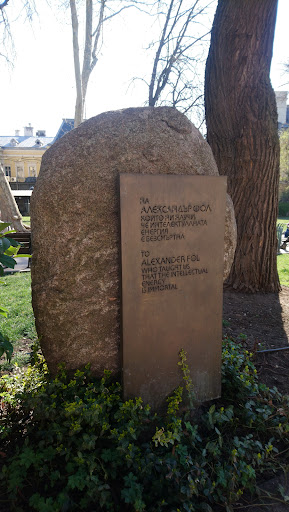 НА
АЛЕКСАНДЪР ФОЛ
КОЙТО НИ НАУЧИ
ЧЕ ИНТЕЛЕКТУАЛНАТА
ЕНЕРГИЯ
Е БЕЗСМЪРТНА
TO
ALEXANDER FOL
WHO TAUGHT US
THAT THE INTELLECTUAL
ENERGY
IS IMMORTAL